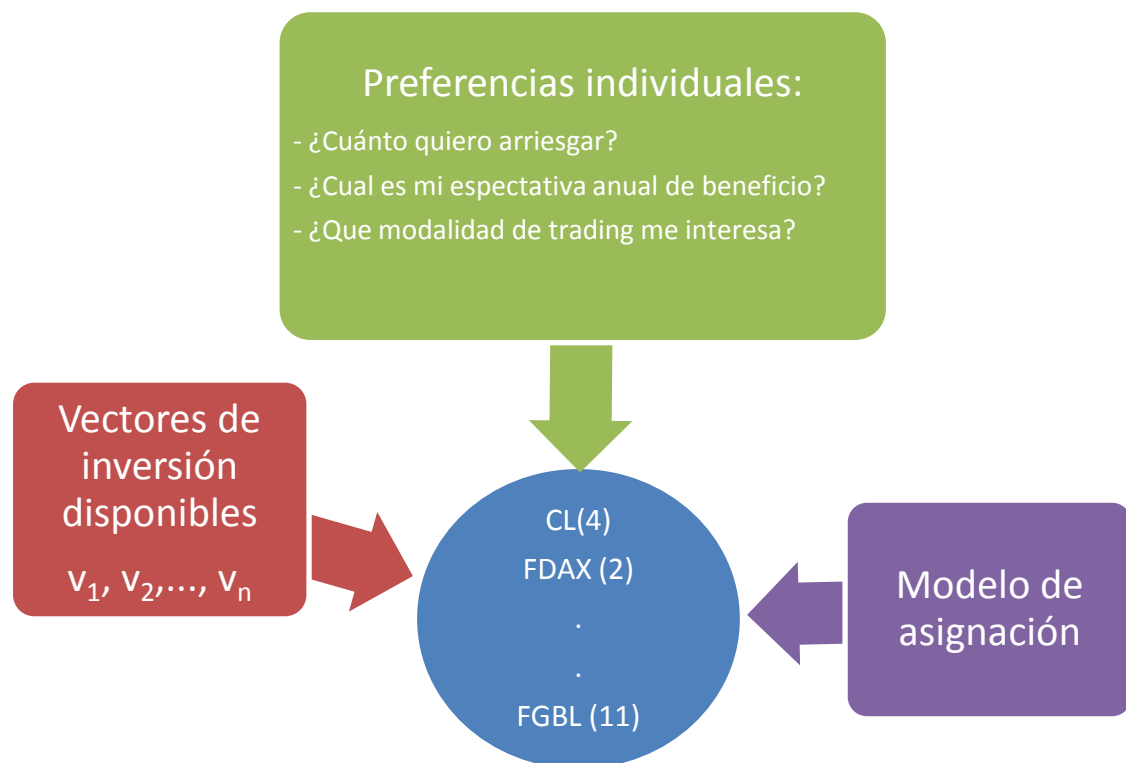 Preferencias individuales:
- ¿Cuánto quiero arriesgar?
- ¿Cual es mi espectativa anual de beneficio?
- ¿Que modalidad de trading me interesa?
Vectores de
inversión
disponibles
v₁, v₂,..., vₙ
CL(4)
FDAX (2)
.
.
FGBL (11)
Modelo de
asignación